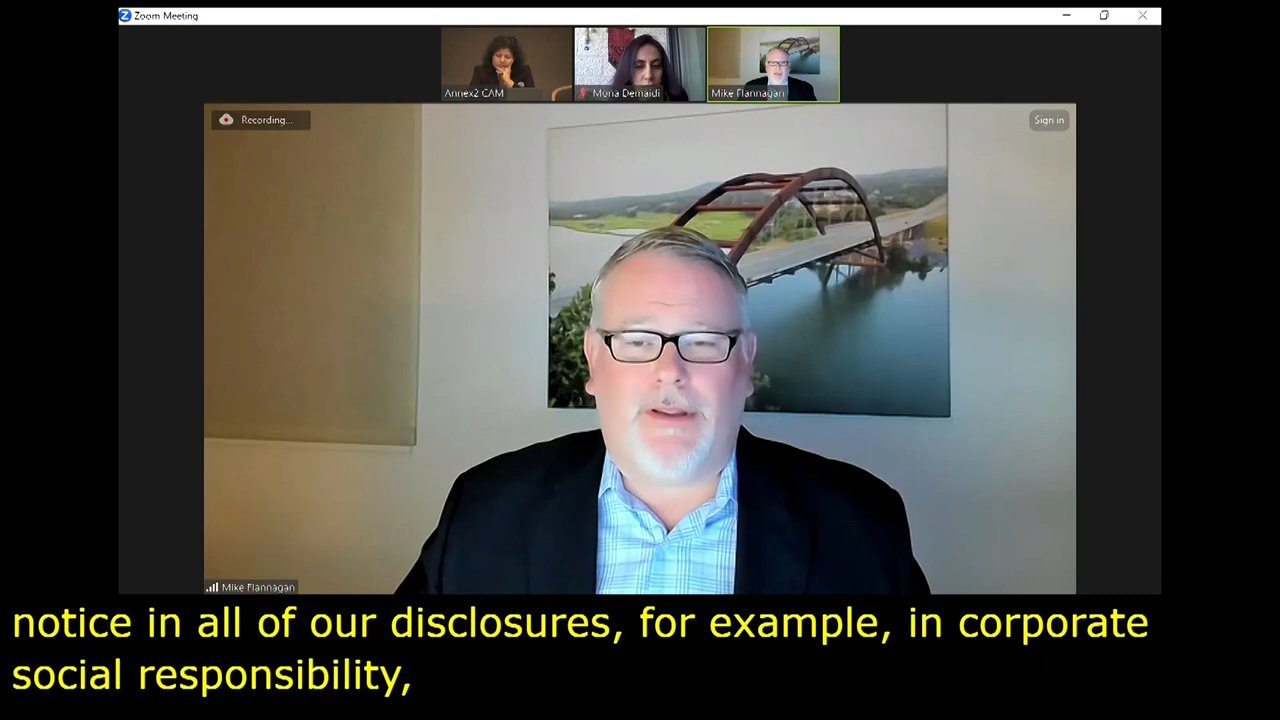 Zoom Meeting
Annex2 CAM
Mona Demaidi
Mike Flannagan
Recording...
Sign in
Mike Flannagan
notice in all of our disclosures, for example, in corporate
social responsibility,